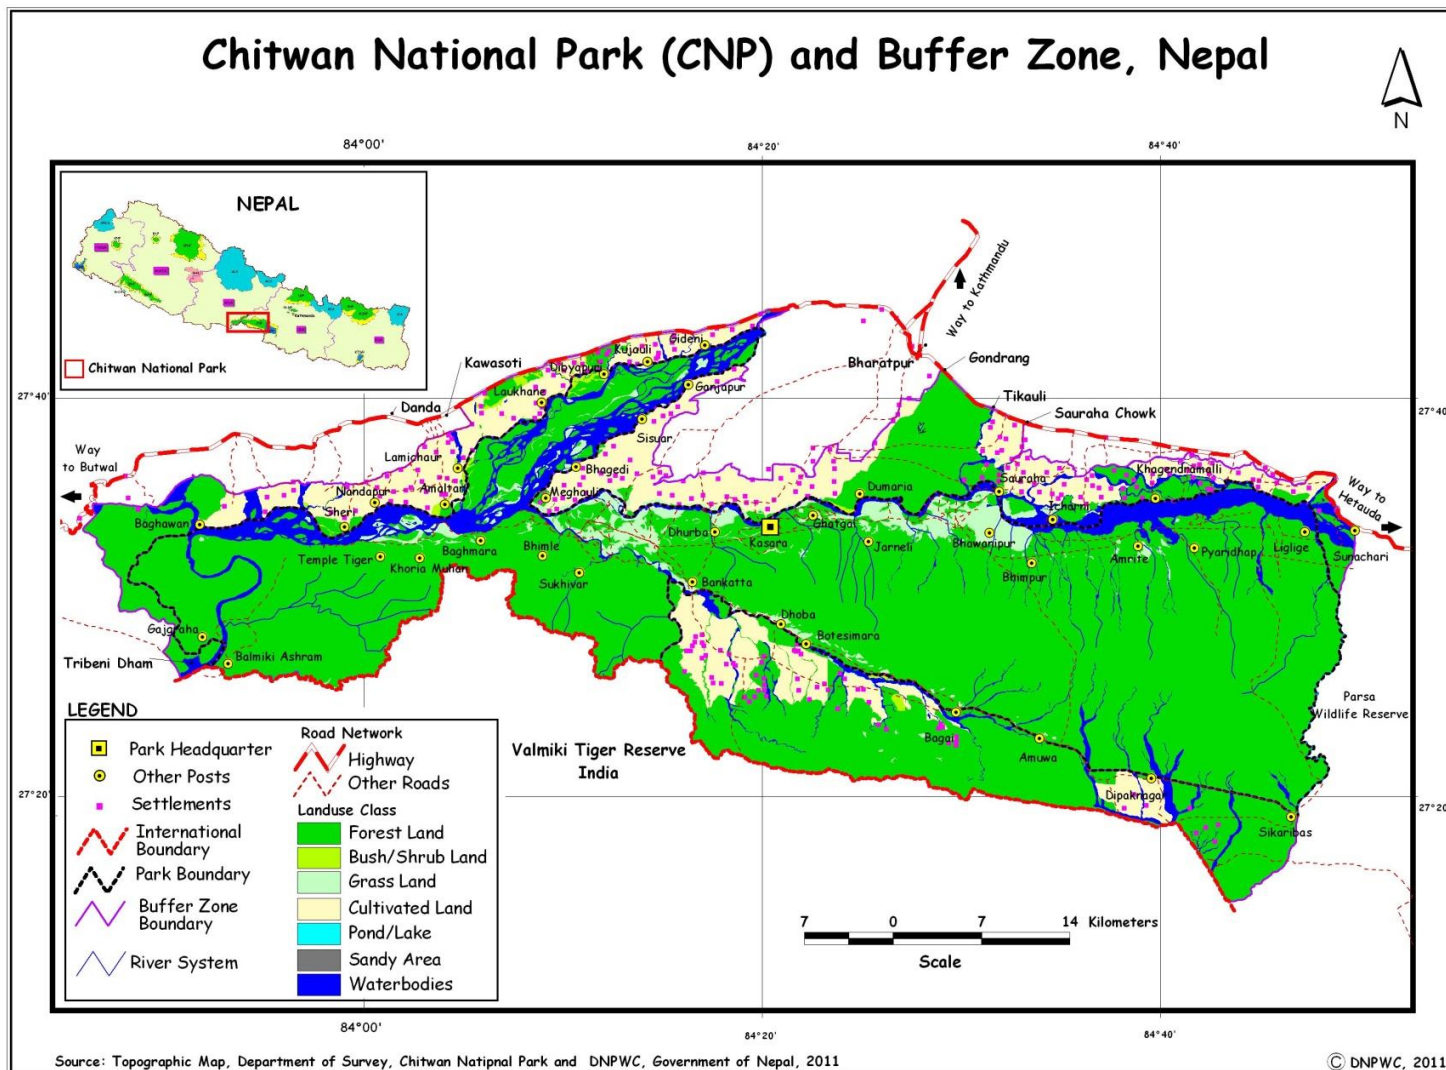 Chitwan National Park (CNP) and Buffer Zone, Nepal
N
84°00'
84°20'
84°40'
NEPAL
Chitwan National Park
Way to Kathmandu
Bharatpur
Gondrang
Kawasoti
Danda
Gideni
Kujauli
Dibyapuri
Laukhane
Ganjapur
Tikauli
Sauraha Chowk
27°40'
27°40'
Way
to Butwal
Lamichaur
Sisuar
Bhagedi
Nandapur
Amaltari
Meghauli
Dumaria
Sauraha
Khagendramalli
Way to
Hetauda
Baghawan
Sher
Ghatgai
Icharni
Temple Tiger
Khoria Muhan
Baghmara
Bhimle
Sukhivar
Dhurba
Kasara
Jarneli
Bhawanipur
Bhimpur
Amrite
Pyaridhap
Liglige
Sunachari
Bankatta
Dhoba
Botesimara
Gajgraha
Tribeni Dham
Balmiki Ashram
Parsa
Wildlife Reserve
Bagai
Amuwa
Valmiki Tiger Reserve
India
Dipaknagar
Sikaribas
27°20'
27°20'
LEGEND
Park Headquarter
Other Posts
Settlements
International
Boundary
Park Boundary
Buffer Zone
Boundary
River System
Road Network
Highway
Other Roads
Landuse Class
Forest Land
Bush/Shrub Land
Grass Land
Cultivated Land
Pond/Lake
Sandy Area
Waterbodies
7 0 7 14 Kilometers
Scale
84°00'
84°20'
84°40'
Source: Topographic Map, Department of Survey, Chitwan Natipnal Park and DNPWC, Government of Nepal, 2011
© DNPWC, 2011